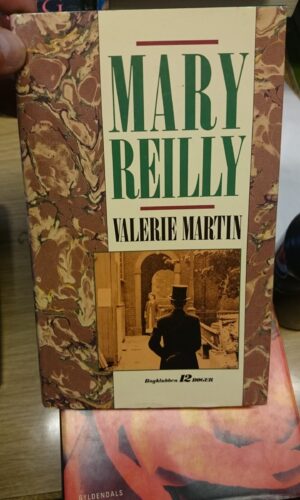 MARY
REILLY
VALERIE MARTIN
Bogklubben 12 BØGER
GYLDENDALS